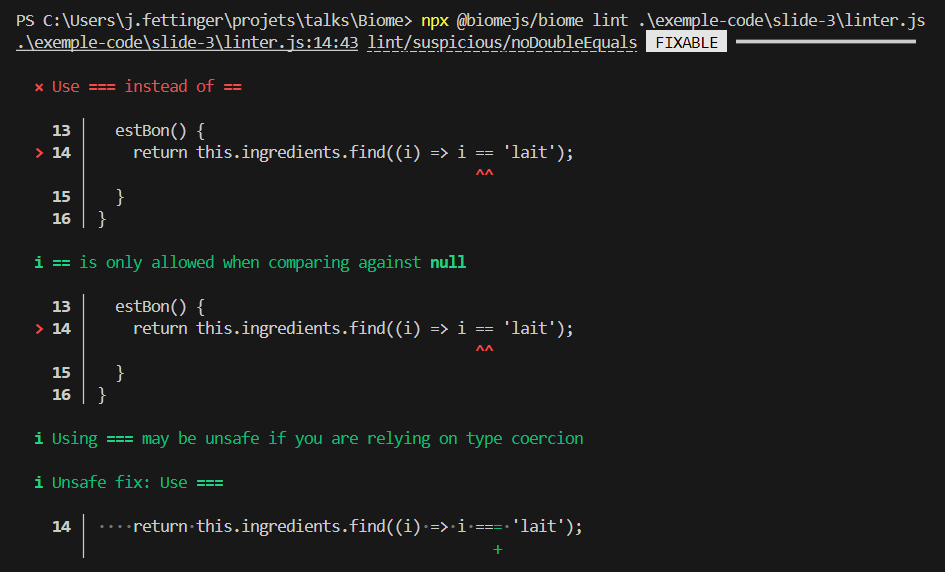 PS C:\Users\j.fettinger\projets\talks\Biome> npx @biomejs/biome lint .\exemple-code\slide-3\linter.js
.\exemple-code\slide-3\linter.js:14:43 lint/suspicious/noDoubleEquals FIXABLE ━━━━━━━━━━━━━━━━━━━━
× Use === instead of ==
13 │ estBon() {
> 14 │ return this.ingredients.find((i) => i == 'lait');
│ ^^
15 │ }
16 │ }
i == is only allowed when comparing against null
13 │ estBon() {
> 14 │ return this.ingredients.find((i) => i == 'lait');
│ ^^
15 │ }
16 │ }
i Using === may be unsafe if you are relying on type coercion
i Unsafe fix: Use ===
14 │ ····return·this.ingredients.find((i)·=>·i·===·'lait');
│ +